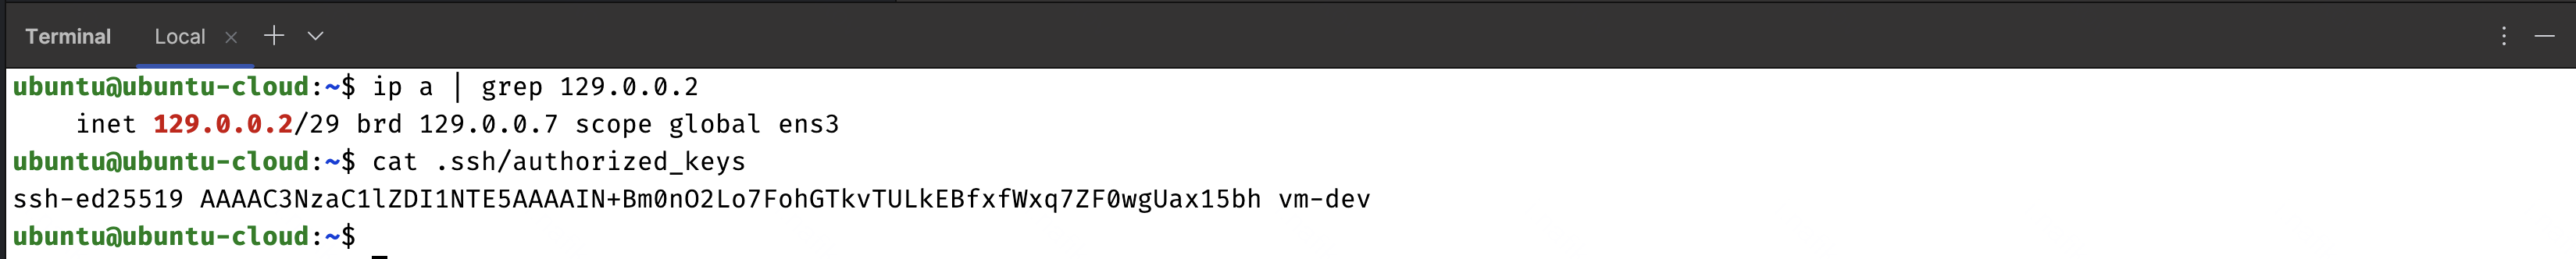 Terminal Local
ubuntu@ubuntu-cloud:~$ ip a | grep 129.0.0.2
    inet 129.0.0.2/29 brd 129.0.0.7 scope global ens3
ubuntu@ubuntu-cloud:~$ cat .ssh/authorized_keys
ssh-ed25519 AAAAC3NzaC1lZDI1NTE5AAAAIN+Bm0nO2Lo7FohGTkvTULkEBfxfWxq7ZF0wgUax15bh vm-dev
ubuntu@ubuntu-cloud:~$